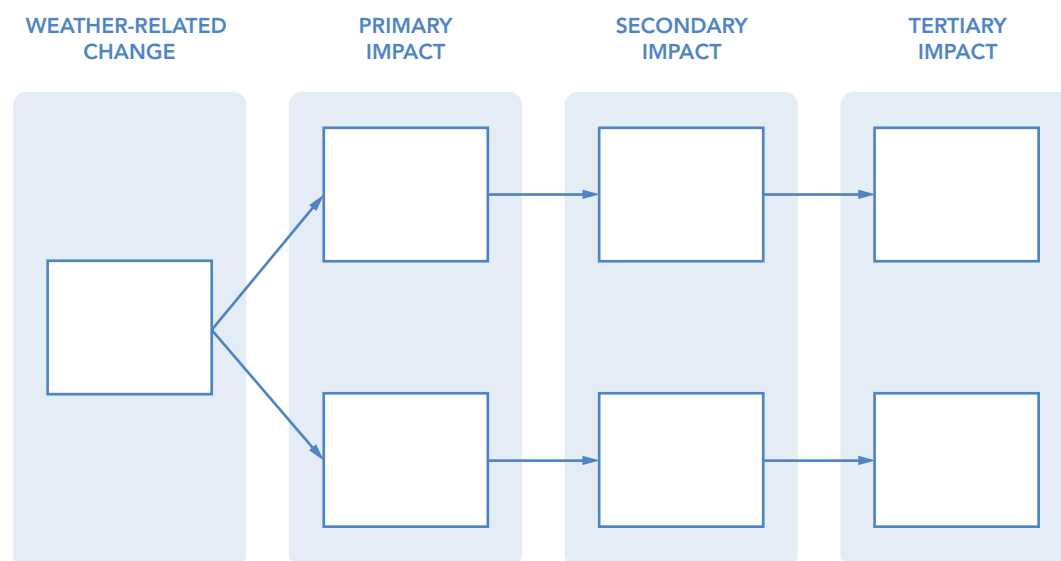 WEATHER-RELATED
CHANGE
PRIMARY
IMPACT
SECONDARY
IMPACT
TERTIARY
IMPACT